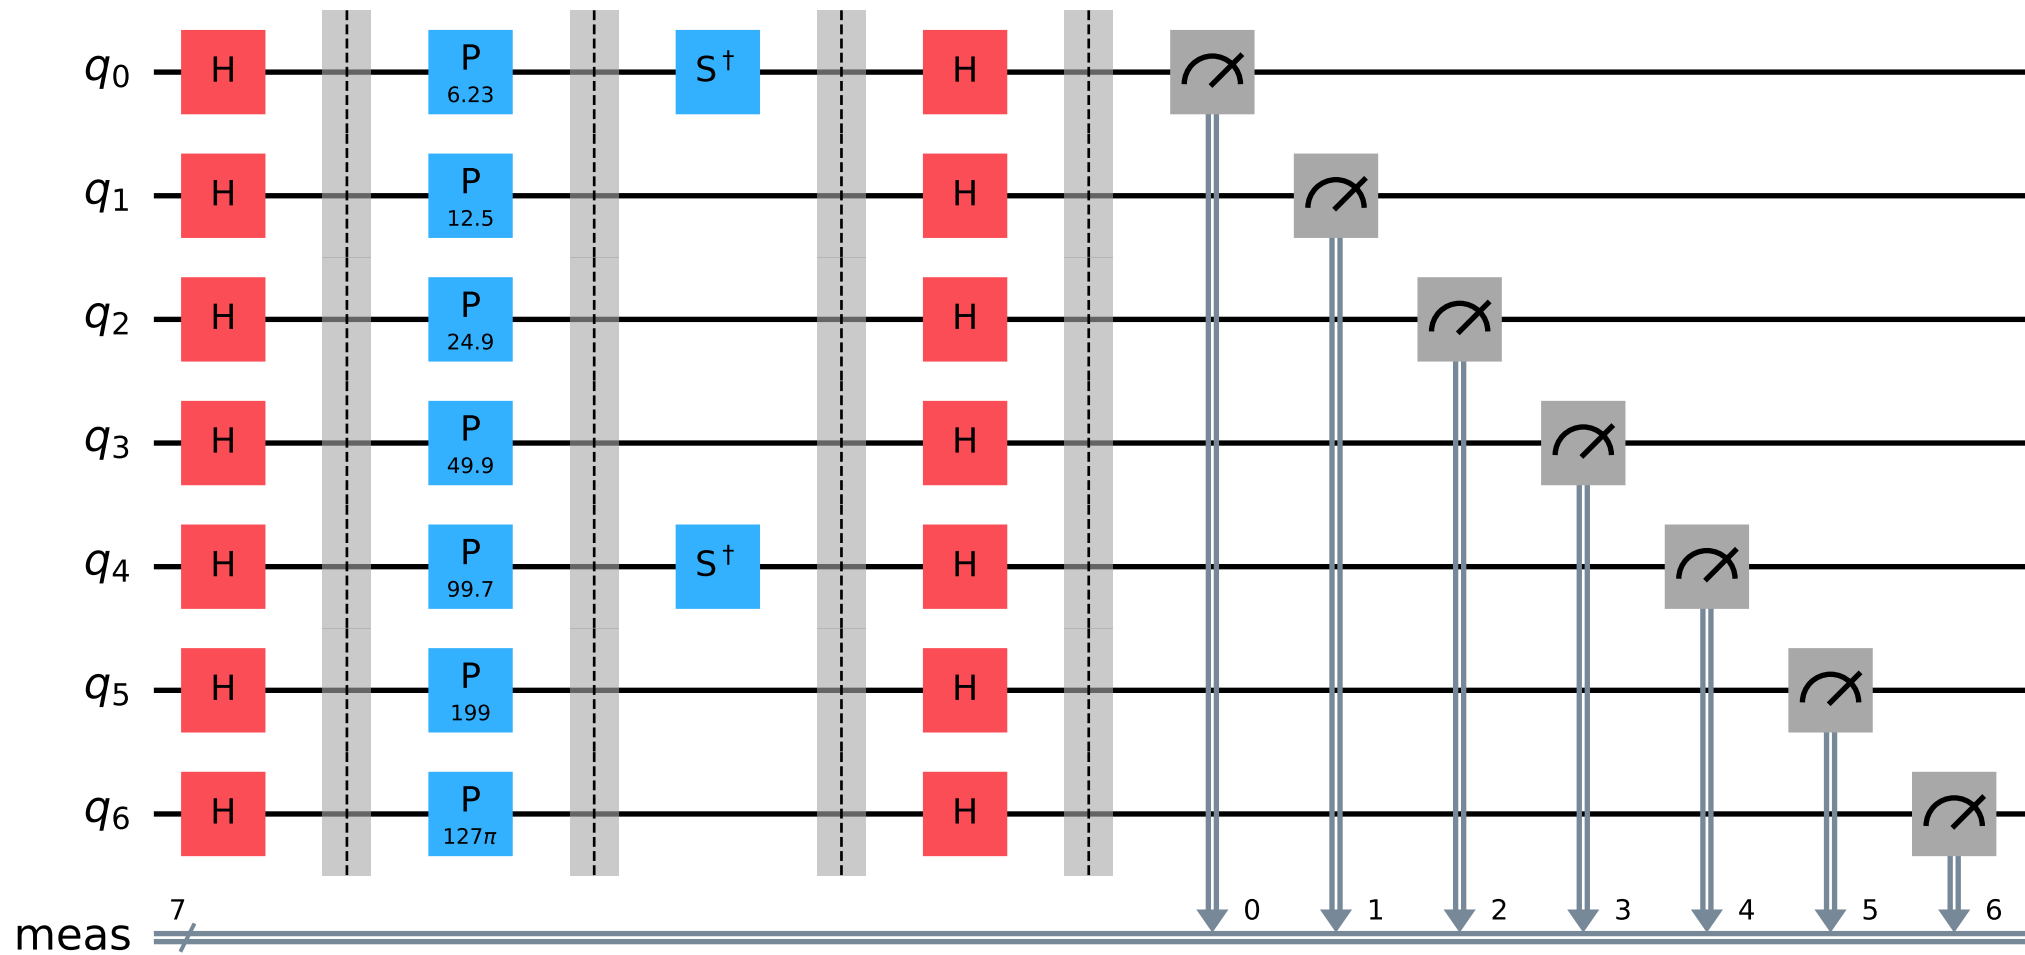 q0 H P 6.23 S† H
q1 H P 12.5 H
q2 H P 24.9 H
q3 H P 49.9 H
q4 H P 99.7 S† H
q5 H P 199 H
q6 H P 127π H
meas 7 0 1 2 3 4 5 6